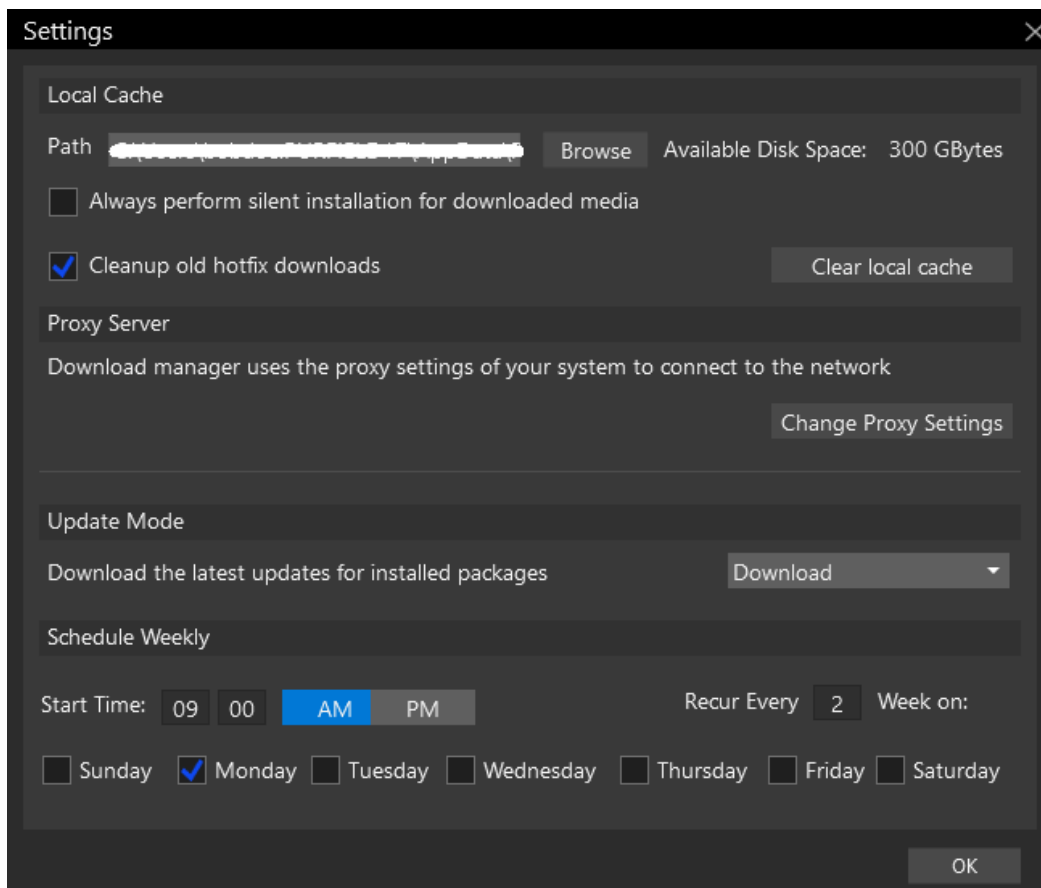 Settings
Local Cache
Path Browse Available Disk Space: 300 GBytes
Always perform silent installation for downloaded media
Cleanup old hotfix downloads Clear local cache
Proxy Server
Download manager uses the proxy settings of your system to connect to the network
Change Proxy Settings
Update Mode
Download the latest updates for installed packages Download
Schedule Weekly
Start Time: 09 00 AM PM Recur Every 2 Week on:
Sunday Monday Tuesday Wednesday Thursday Friday Saturday
OK